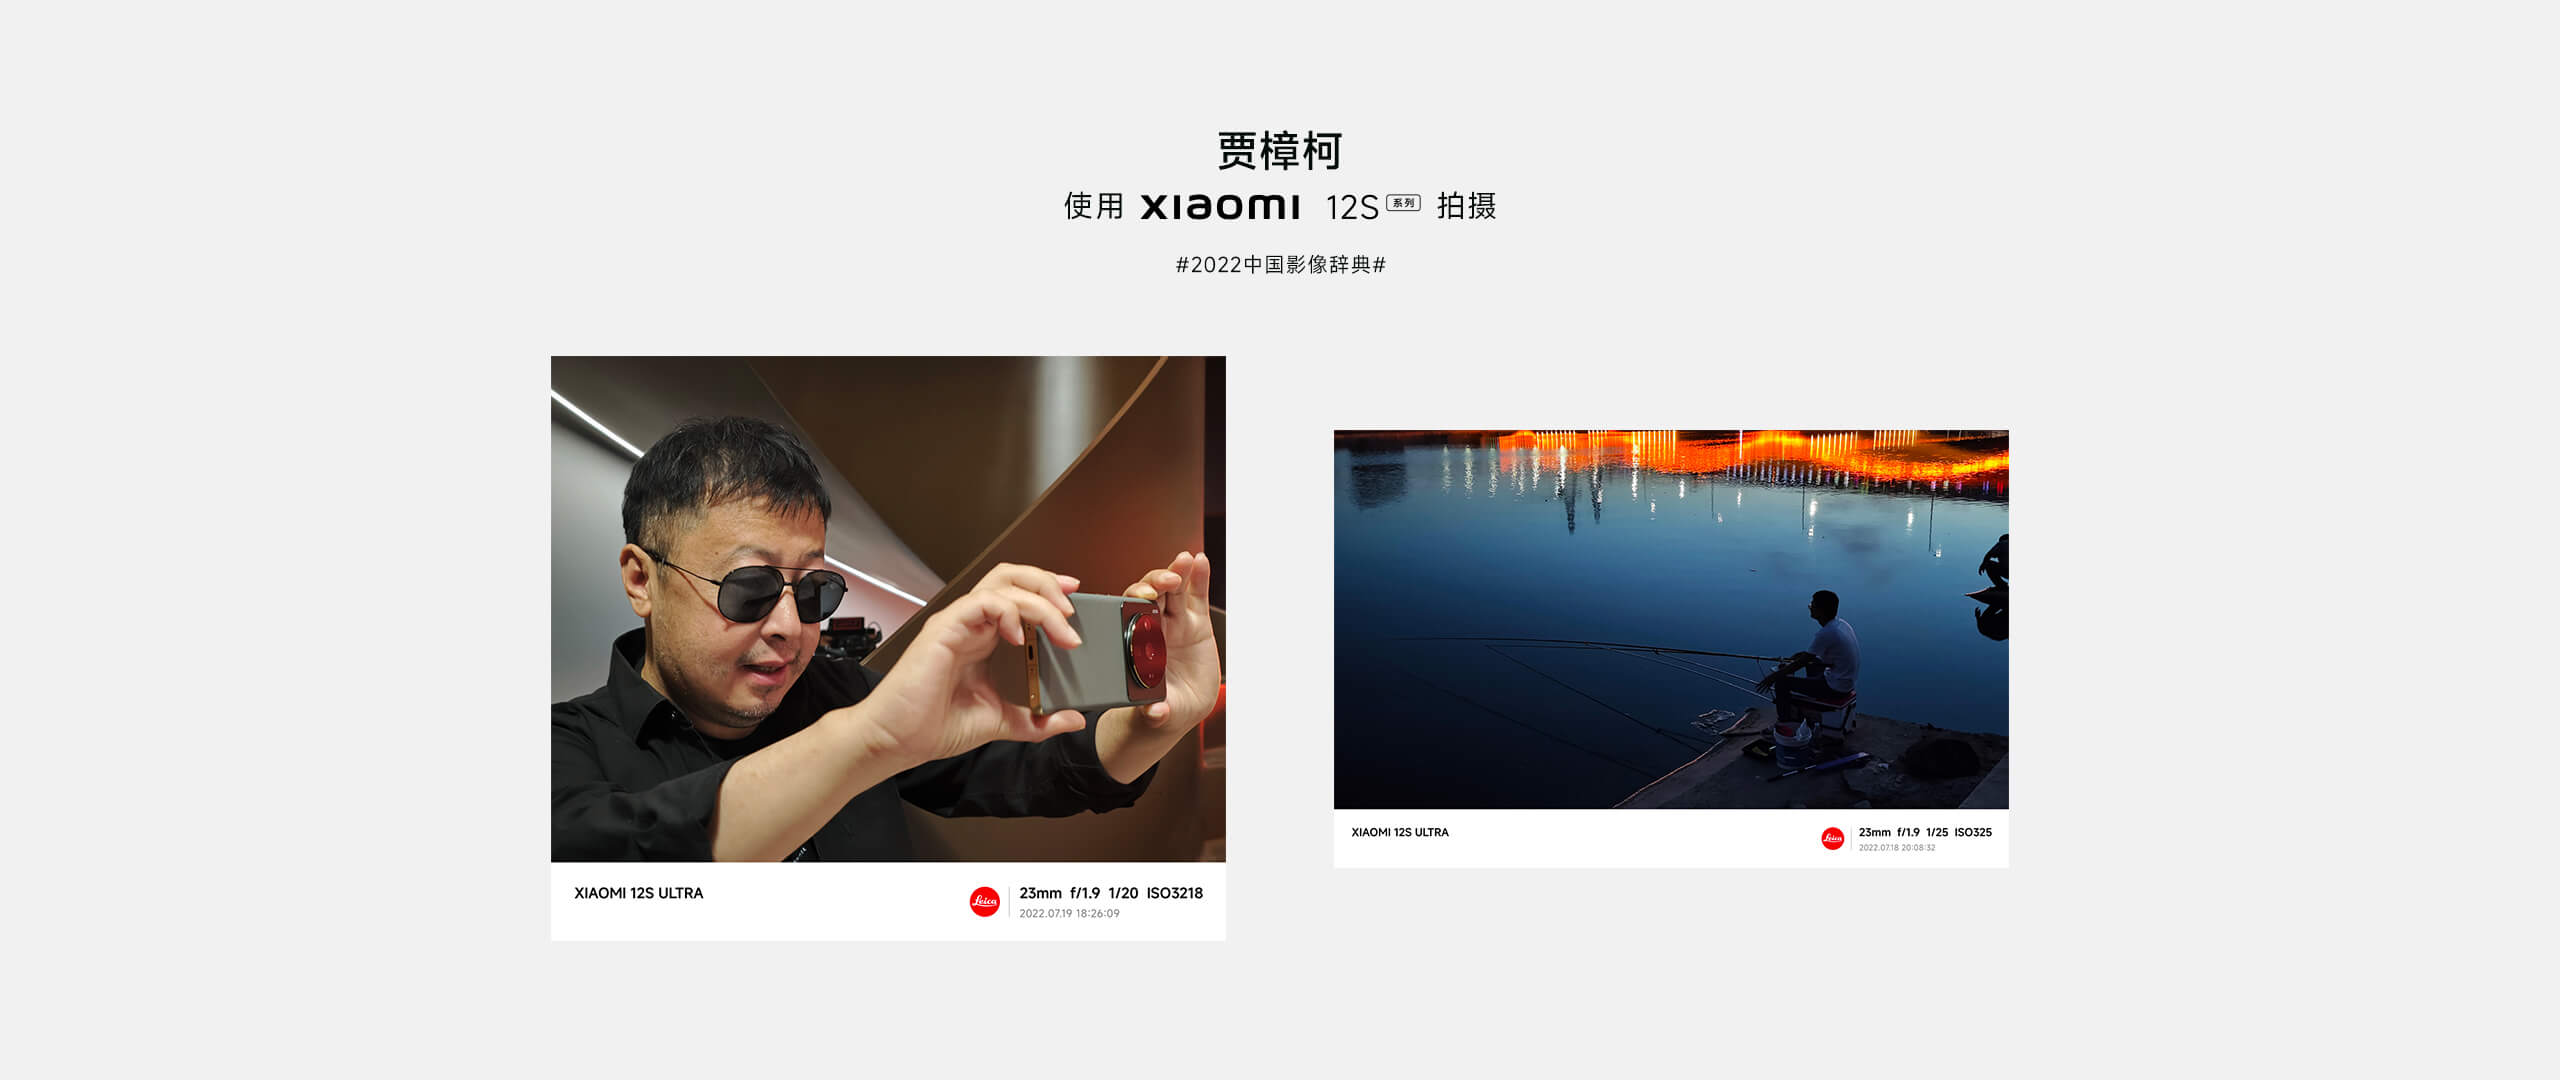 贾樟柯
使用 xiaomi 12S 系列 拍摄
#2022中国影像辞典#
XIAOMI 12S ULTRA
Leica
23mm f/1.9 1/20 ISO3218
2022.07.19 18:26:09
XIAOMI 12S ULTRA
Leica
23mm f/1.9 1/25 ISO325
2022.07.18 20:08:32